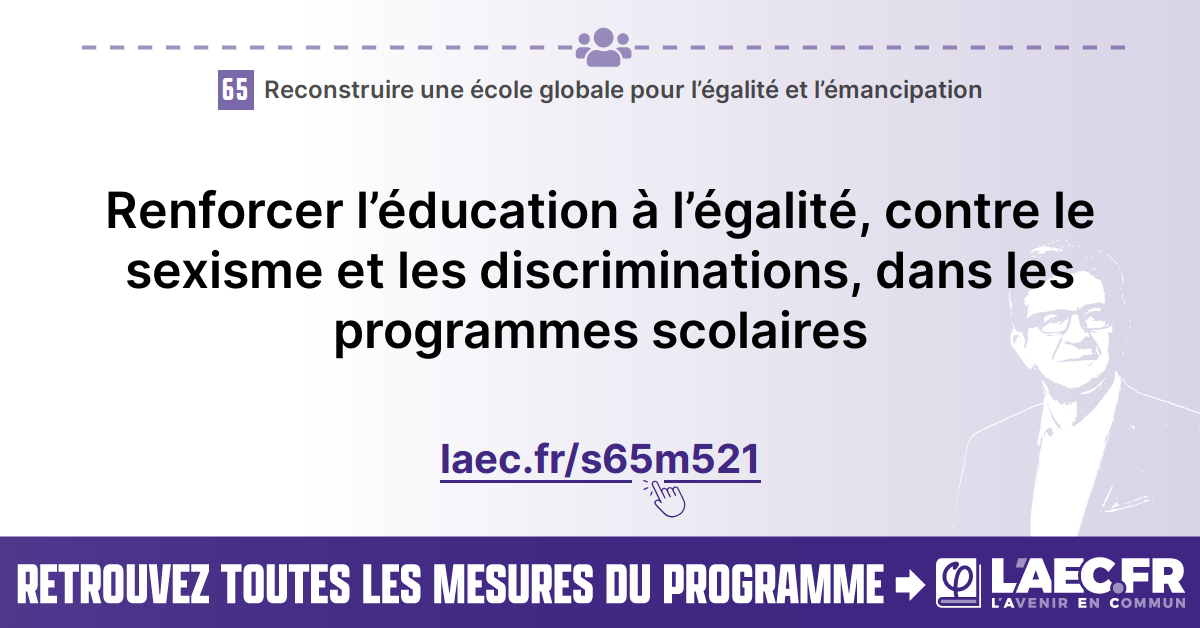 65 Reconstruire une école globale pour l’égalité et l’émancipation
Renforcer l’éducation à l’égalité, contre le
sexisme et les discriminations, dans les
programmes scolaires
laec.fr/s65m521
RETROUVEZ TOUTES LES MESURES DU PROGRAMME
L'AEC.FR
L'AVENIR EN COMMUN